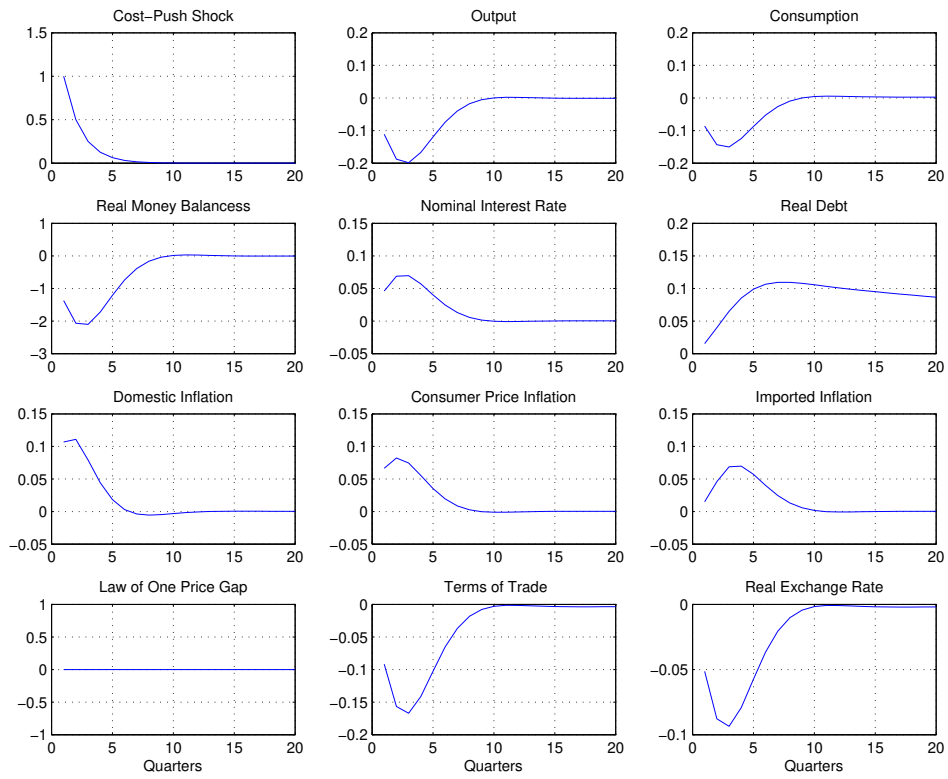 Cost−Push Shock
1.5
1
0.5
0
0 5 10 15 20
Output
0.2
0.1
0
−0.1
−0.2
0 5 10 15 20
Consumption
0.2
0.1
0
−0.1
−0.2
0 5 10 15 20
Real Money Balancess
1
0
−1
−2
−3
0 5 10 15 20
Nominal Interest Rate
0.15
0.1
0.05
0
−0.05
0 5 10 15 20
Real Debt
0.2
0.15
0.1
0.05
0
0 5 10 15 20
Domestic Inflation
0.15
0.1
0.05
0
−0.05
0 5 10 15 20
Consumer Price Inflation
0.15
0.1
0.05
0
−0.05
0 5 10 15 20
Imported Inflation
0.15
0.1
0.05
0
−0.05
0 5 10 15 20
Law of One Price Gap
1
0.5
0
−0.5
−1
0 5 10 15 20
Quarters
Terms of Trade
0
−0.05
−0.1
−0.15
−0.2
0 5 10 15 20
Quarters
Real Exchange Rate
0
−0.05
−0.1
0 5 10 15 20
Quarters